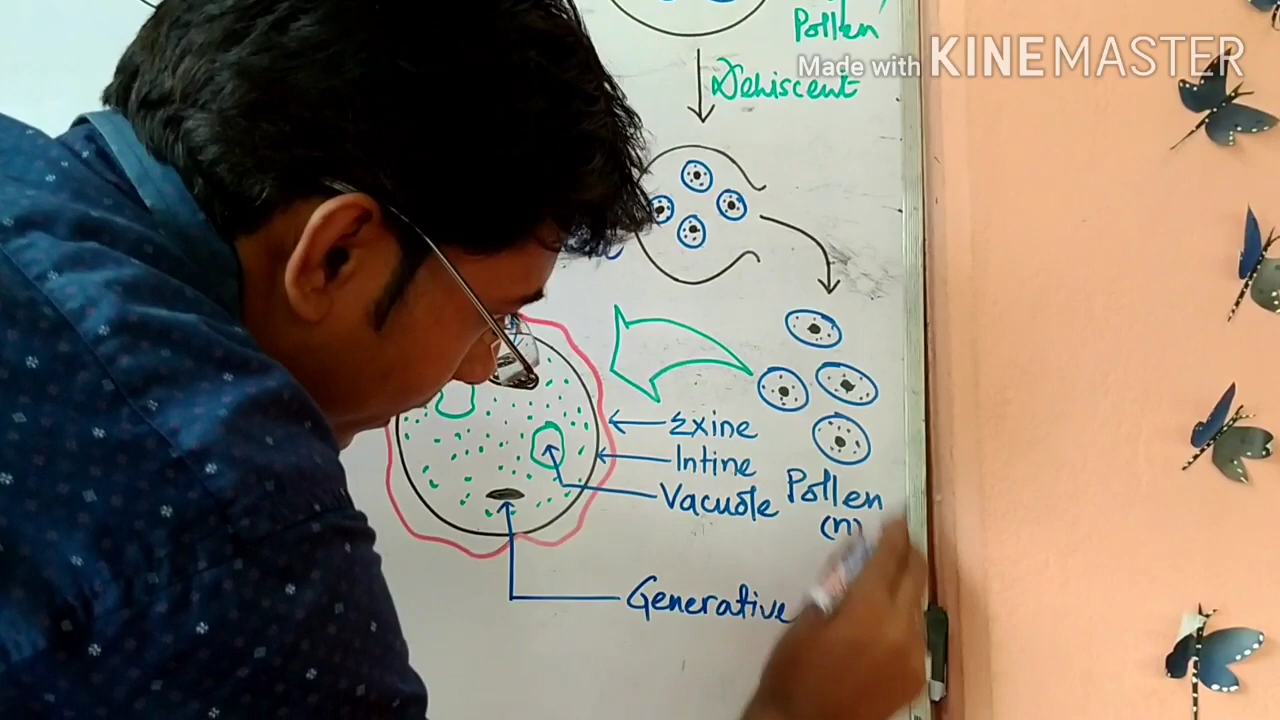 Pollen
Made with KINEMASTER
Dehiscent
Exine
Intine
Vacuole
Pollen
(n)
Generative